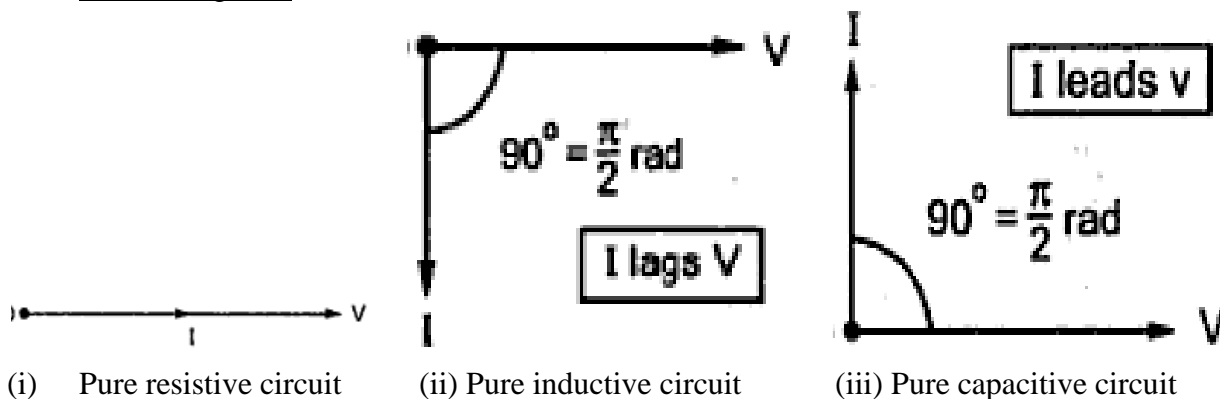 V
90° = π/2 rad
I lags V
I
I
I leads v
90° = π/2 rad
V
V
I
(i) Pure resistive circuit (ii) Pure inductive circuit (iii) Pure capacitive circuit